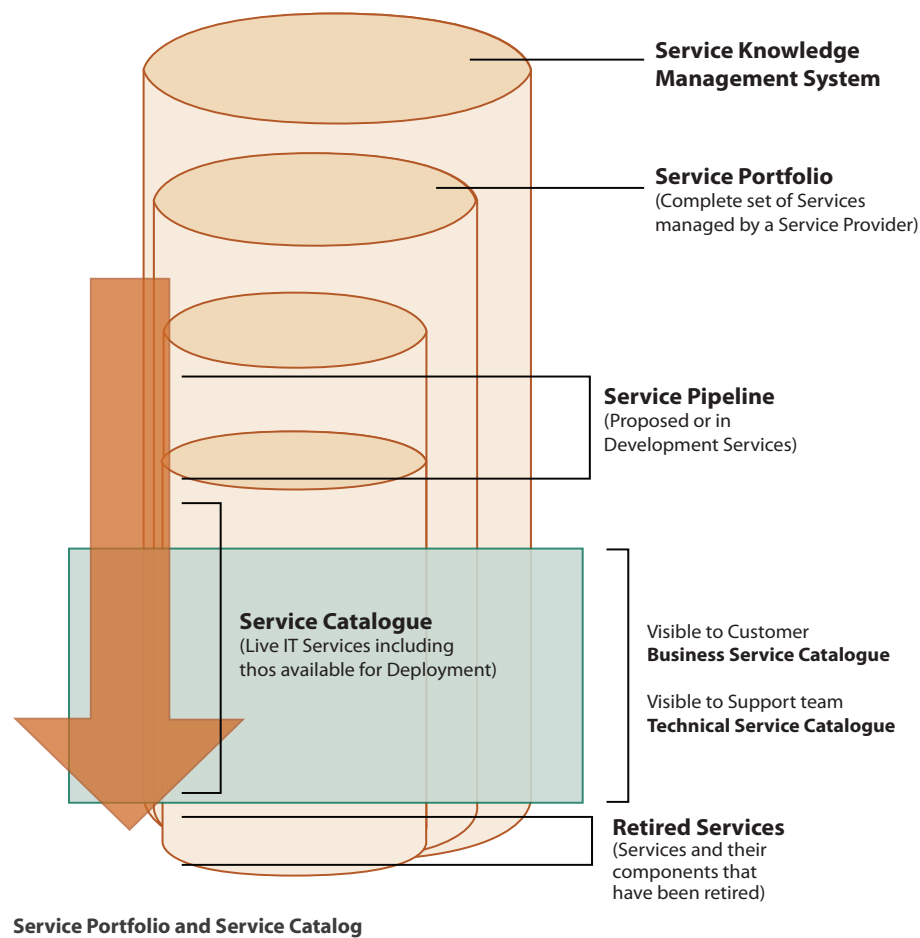 Service Knowledge
Management System
Service Portfolio
(Complete set of Services
managed by a Service Provider)
Service Pipeline
(Proposed or in
Development Services)
Service Catalogue
(Live IT Services including
thos available for Deployment)
Visible to Customer
Business Service Catalogue
Visible to Support team
Technical Service Catalogue
Retired Services
(Services and their
components that
have been retired)
Service Portfolio and Service Catalog